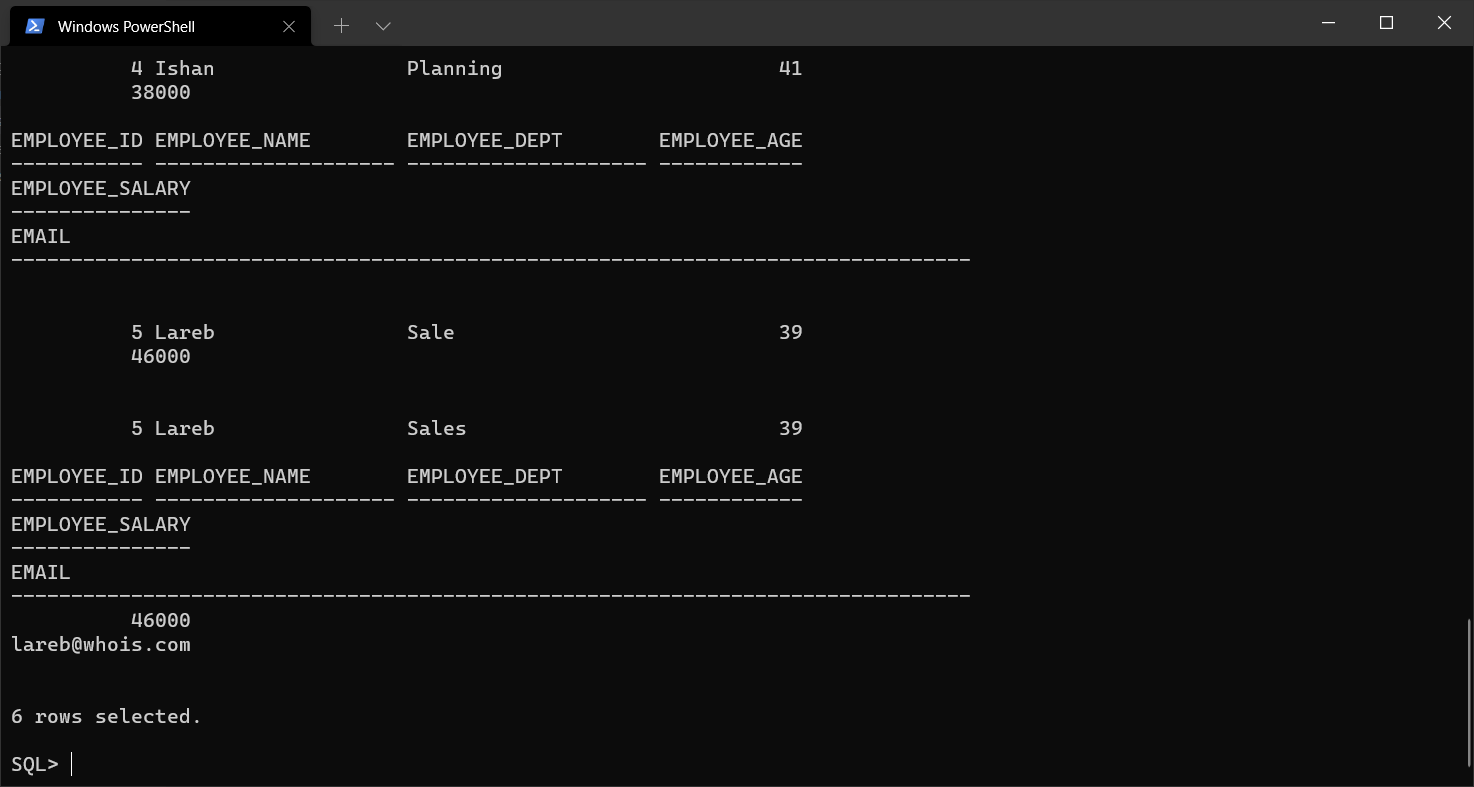 Windows PowerShell
          4 Ishan                Planning                       41
          38000

EMPLOYEE_ID EMPLOYEE_NAME        EMPLOYEE_DEPT        EMPLOYEE_AGE
----------- -------------------- -------------------- ------------
EMPLOYEE_SALARY
---------------
EMAIL
--------------------------------------------------------------------------------


          5 Lareb                Sale                           39
          46000


          5 Lareb                Sales                          39

EMPLOYEE_ID EMPLOYEE_NAME        EMPLOYEE_DEPT        EMPLOYEE_AGE
----------- -------------------- -------------------- ------------
EMPLOYEE_SALARY
---------------
EMAIL
--------------------------------------------------------------------------------
          46000
lareb@whois.com


6 rows selected.

SQL>